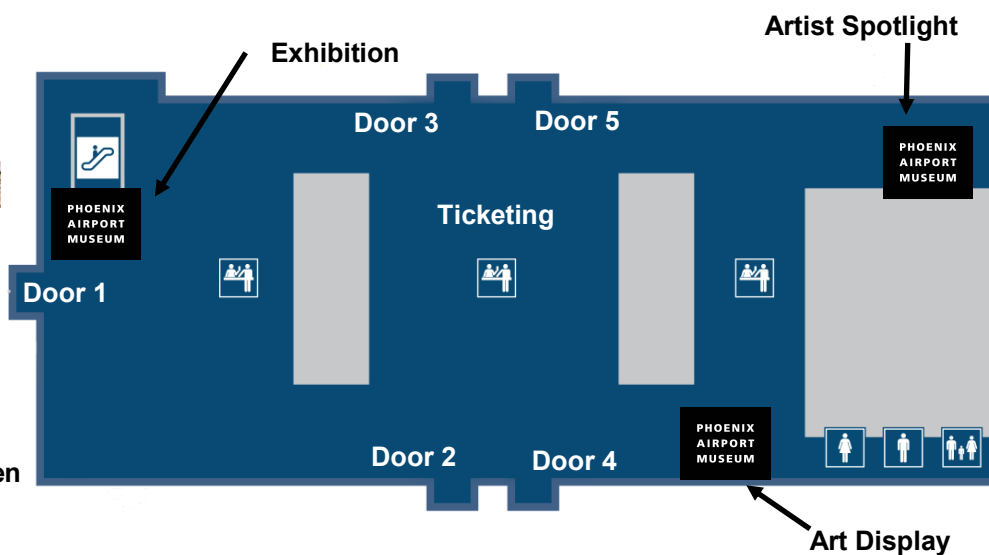 Artist Spotlight
Exhibition
Door 3
Door 5
PHOENIX
AIRPORT
MUSEUM
PHOENIX
AIRPORT
MUSEUM
Ticketing
Door 1
PHOENIX
AIRPORT
MUSEUM
Door 2
Door 4
en
Art Display